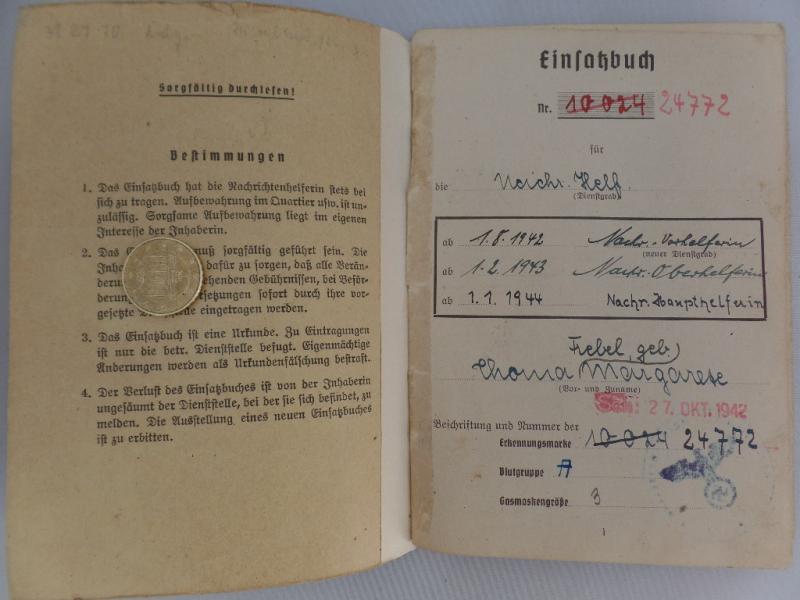 Sorgfältig durchlesen!
Bestimmungen
1. Das Einsatzbuch hat die Nachrichtenhelferin stets bei
sich zu tragen. Aufbewahrung im Quartier usw. ist un-
zulässig. Sorgsame Aufbewahrung liegt im eigenen
Interesse der Inhaberin.
2. Das muß sorgfältig geführt sein. Die
dafür zu sorgen, daß alle Verän-
ehenden Gebührnissen, bei Beför-
setzungen sofort durch ihre vor-
gesetzte eingetragen werden.
3. Das Einsatzbuch ist eine Urkunde. Zu Eintragungen
ist nur die betr. Dienststelle befugt. Eigenmächtige
Änderungen werden als Urkundenfälschung bestraft.
4. Der Verlust des Einsatzbuches ist von der Inhaberin
ungesäumt der Dienststelle, bei der sie sich befindet, zu
melden. Die Ausstellung eines neuen Einsatzbuches
ist zu erbitten.
Einsatzbuch
Nr. 10024 24772
für
die Nachr. Helf.
(Dienstgrad)
ab 1.8.1942 Nachr.-Vorhelferin
(neuer Dienstgrad)
ab 1.2.1943 Nachr.-Oberhelferin
ab 1.1.1944 Nachr. Haupthelferin
Fiebel, geb.
Thoma Margarete
(Vor- und Zuname)
27. OKT. 1942
Beschriftung und Nummer der
Erkennungsmarke 10024 24772
Blutgruppe A
Gasmaskengröße 3
1